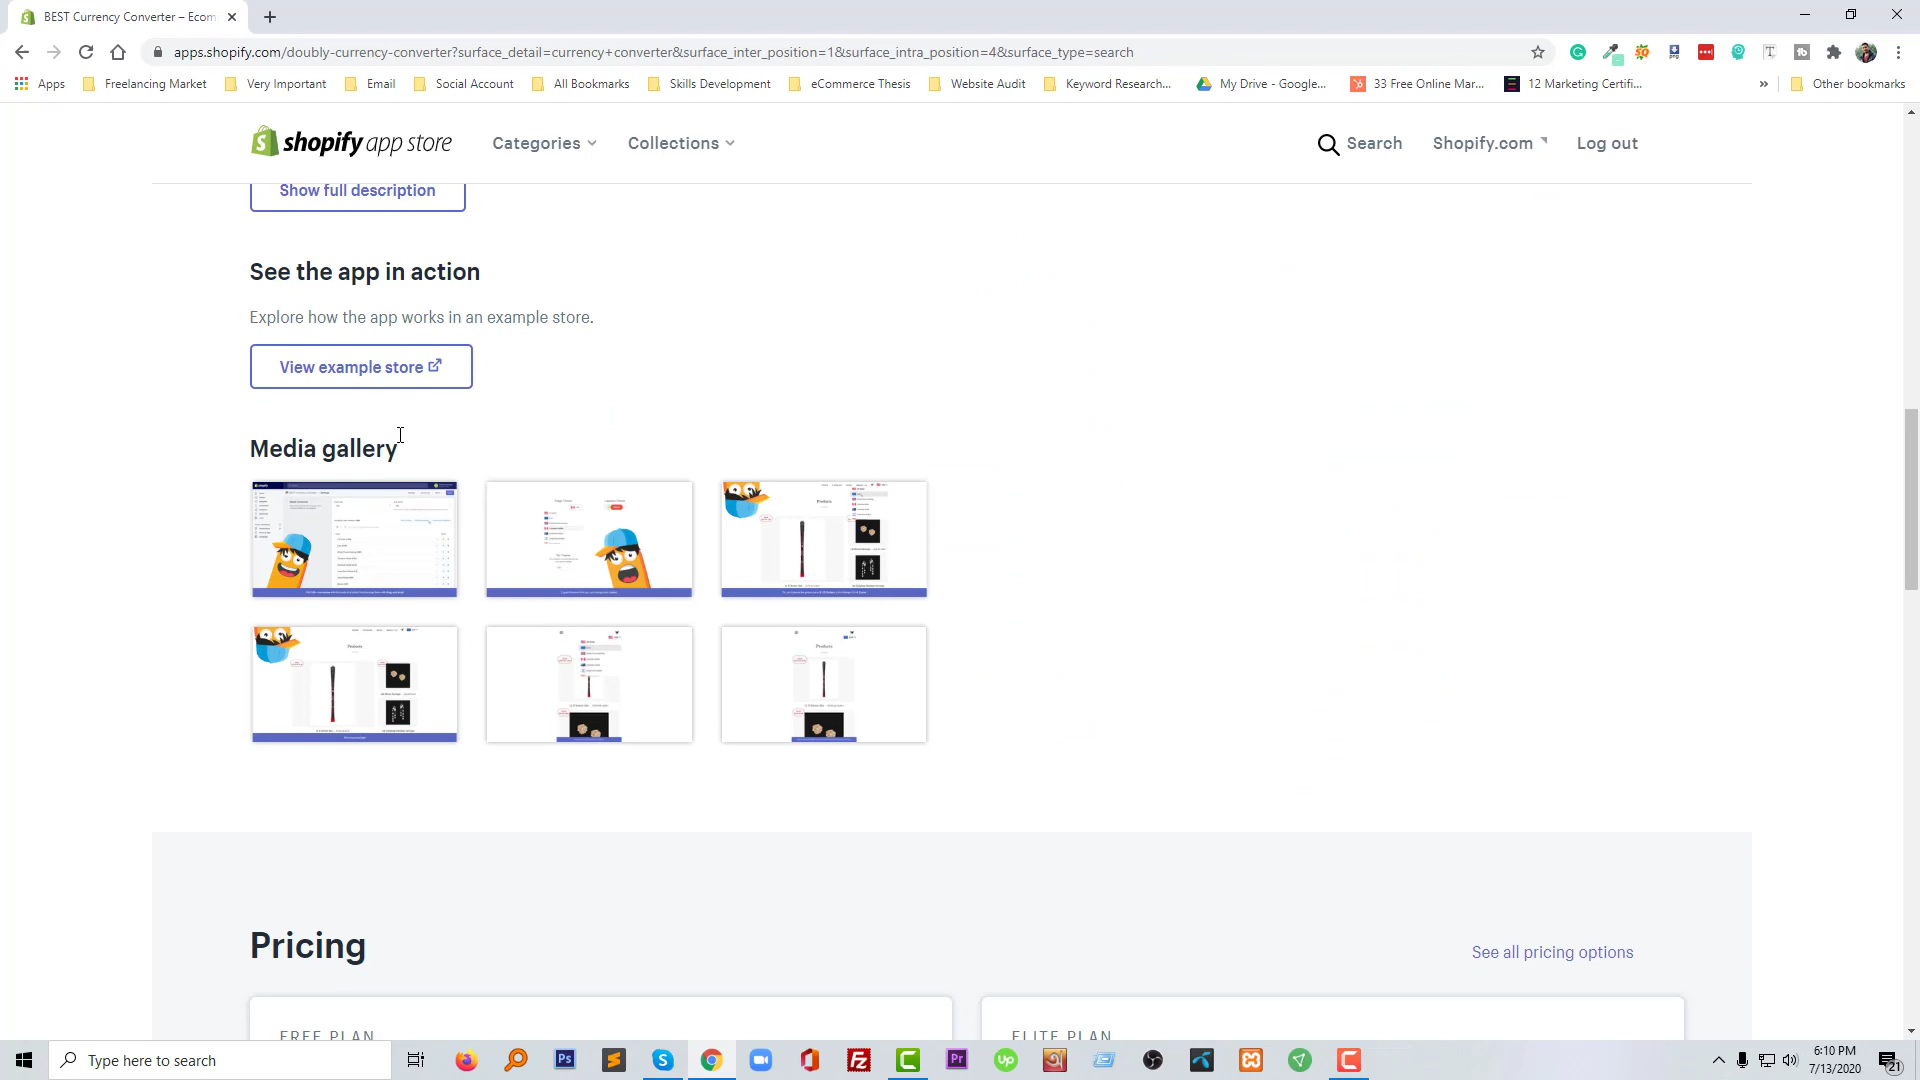 BEST Currency Converter – Ecom
apps.shopify.com/doubly-currency-converter?surface_detail=currency+converter&surface_inter_position=1&surface_intra_position=4&surface_type=search
Apps Freelancing Market Very Important Email Social Account All Bookmarks Skills Development eCommerce Thesis Website Audit Keyword Research... My Drive - Google... 33 Free Online Mar... 12 Marketing Certifi... » Other bookmarks
shopify app store Categories Collections Search Shopify.com Log out
Show full description
See the app in action
Explore how the app works in an example store.
View example store
Media gallery
Products
Products
Pricing
See all pricing options
FREE PLAN
ELITE PLAN
Type here to search
6:10 PM
7/13/2020
21